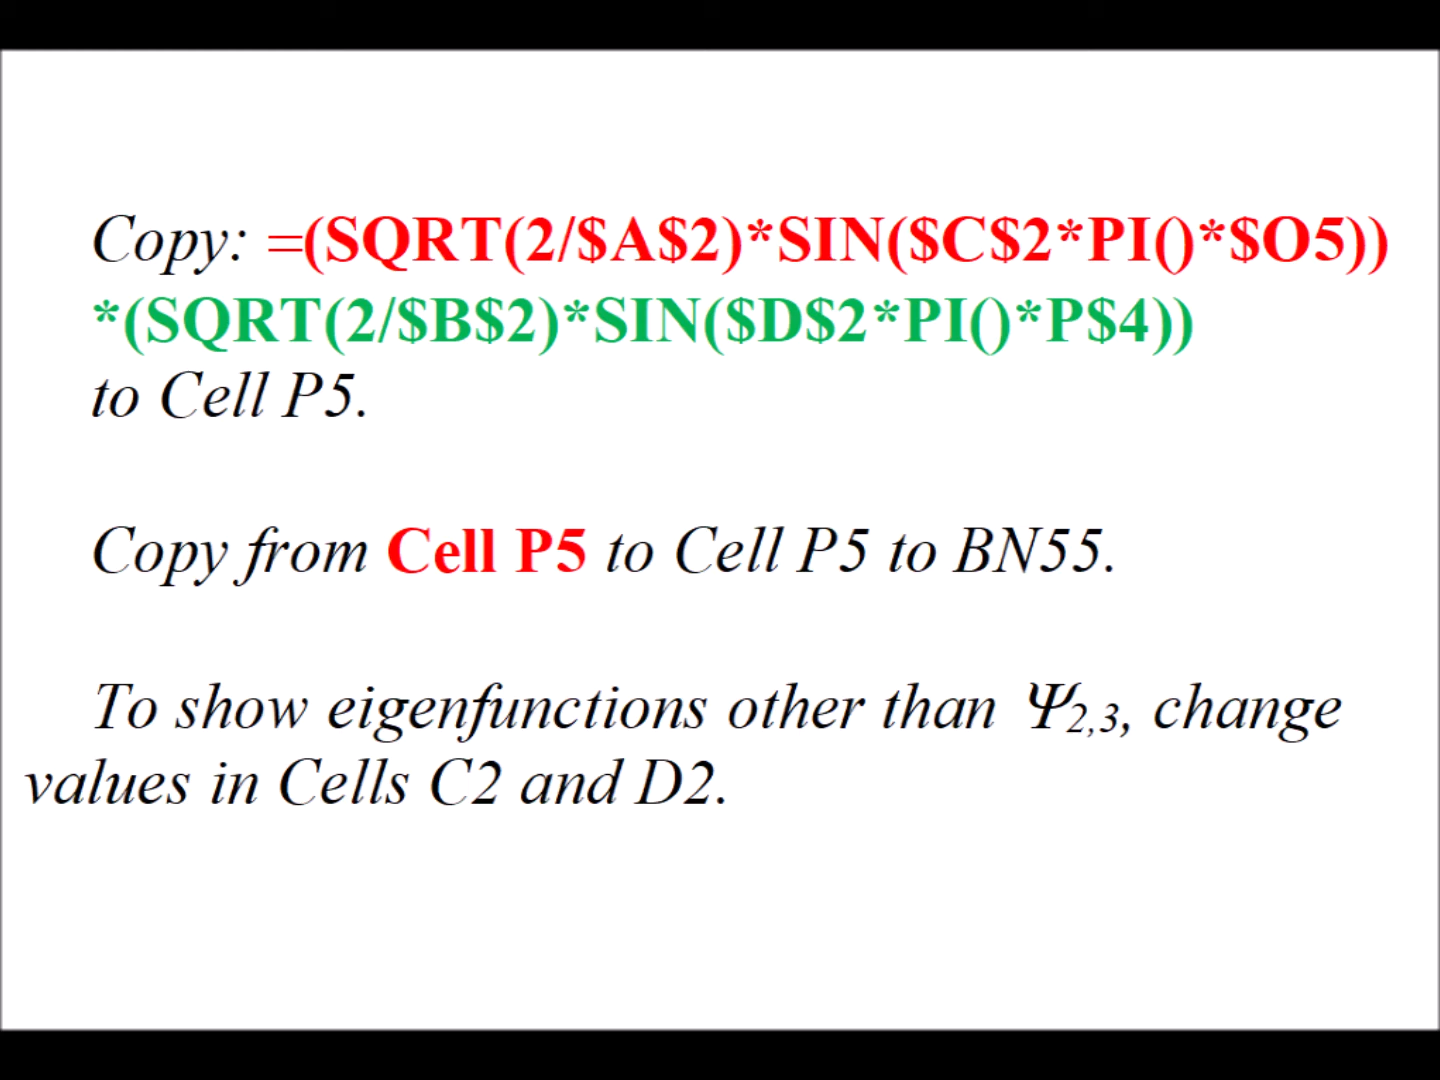 Copy: =(SQRT(2/$A$2)*SIN($C$2*PI()*$O5))
*(SQRT(2/$B$2)*SIN($D$2*PI()*P$4))
to Cell P5.
Copy from Cell P5 to Cell P5 to BN55.
To show eigenfunctions other than Ψ2,3, change
values in Cells C2 and D2.